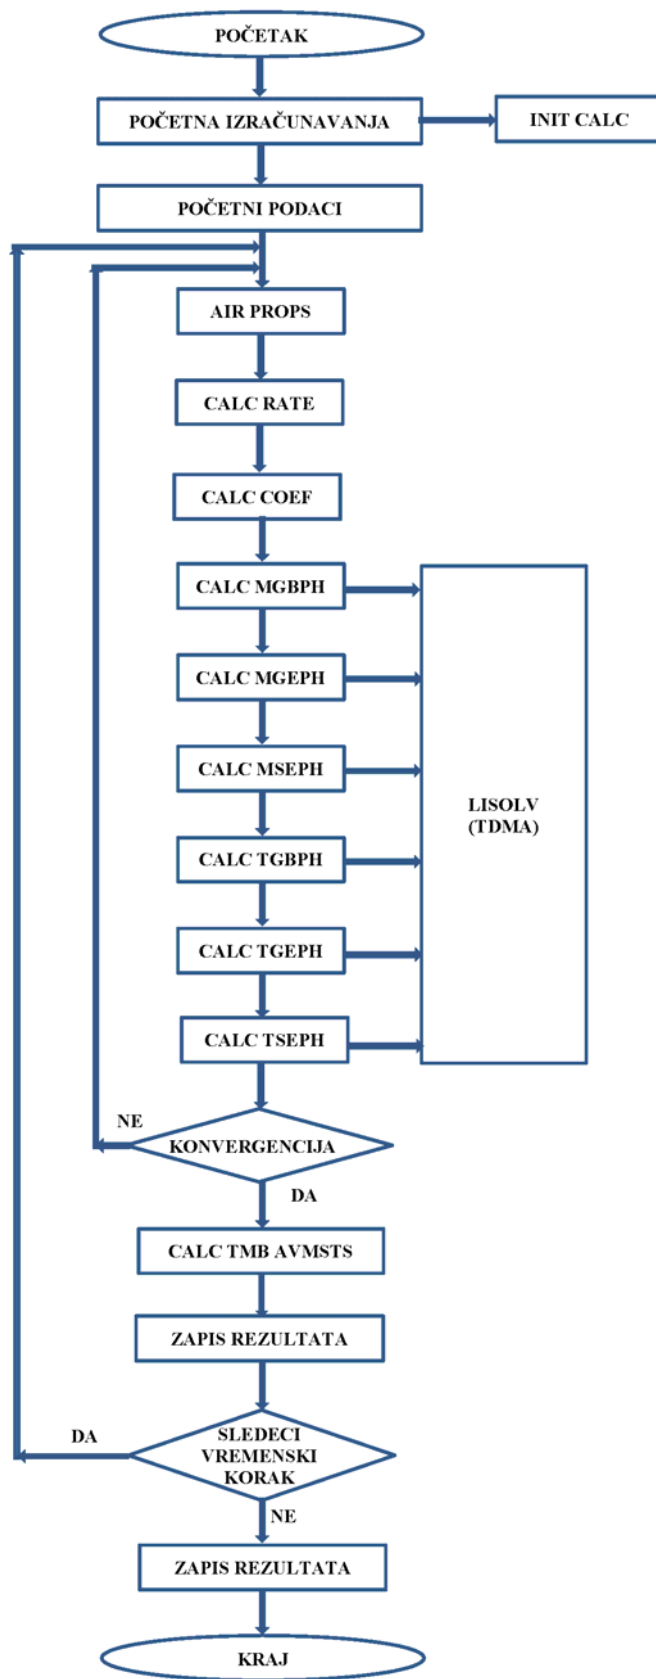 POČETAK
POČETNA IZRAČUNAVANJA
INIT CALC
POČETNI PODACI
AIR PROPS
CALC RATE
CALC COEF
CALC MGBPH
CALC MGEPH
CALC MSEPH
LISOLV
(TDMA)
CALC TGBPH
CALC TGEPH
CALC TSEPH
NE
KONVERGENCIJA
DA
CALC TMB AVMSTS
ZAPIS REZULTATA
DA
SLEDECI
VREMENSKI
KORAK
NE
ZAPIS REZULTATA
KRAJ